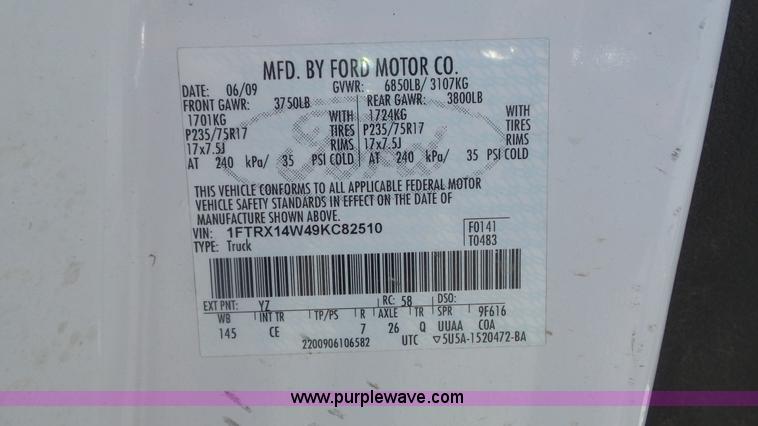 MFD. BY FORD MOTOR CO.
DATE: 06/09 GVWR: 6850LB/ 3107KG
FRONT GAWR: 3750LB REAR GAWR: 3800LB
1701KG WITH 1724KG WITH
P235/75R17 TIRES P235/75R17 TIRES
17x7.5J RIMS 17x7.5J RIMS
AT 240 kPa/ 35 PSI COLD AT 240 kPa/ 35 PSI COLD
Ford
THIS VEHICLE CONFORMS TO ALL APPLICABLE FEDERAL MOTOR
VEHICLE SAFETY STANDARDS IN EFFECT ON THE DATE OF
MANUFACTURE SHOWN ABOVE.
VIN: 1FTRX14W49KC82510 F0141
TYPE: Truck T0483
EXT PNT: YZ RC: 58 DSO:
WB INT TR TP/PS R AXLE TR SPR 9F616
145 CE 7 26 Q UUAA COA
2200906106582 UTC ▽5U5A-1520472-BA
www.purplewave.com